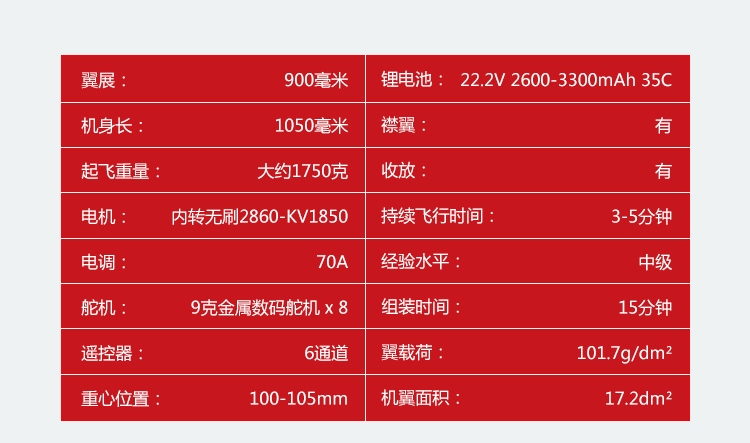 翼展： 900毫米 锂电池： 22.2V 2600-3300mAh 35C
机身长： 1050毫米 襟翼： 有
起飞重量： 大约1750克 收放： 有
电机： 内转无刷2860-KV1850 持续飞行时间： 3-5分钟
电调： 70A 经验水平： 中级
舵机： 9克金属数码舵机 x 8 组装时间： 15分钟
遥控器： 6通道 翼载荷： 101.7g/dm²
重心位置： 100-105mm 机翼面积： 17.2dm²